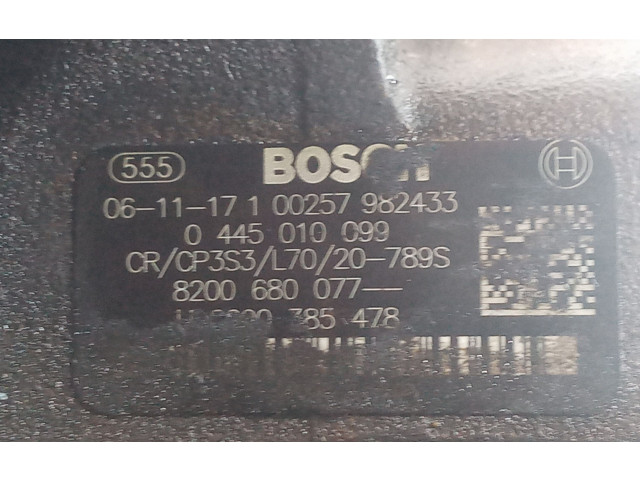 555 BOSCH
06-11-17 1 00257 982433
0 445 010 099
CR/CP3S3/L70/20-789S
8200 680 077--
385 478